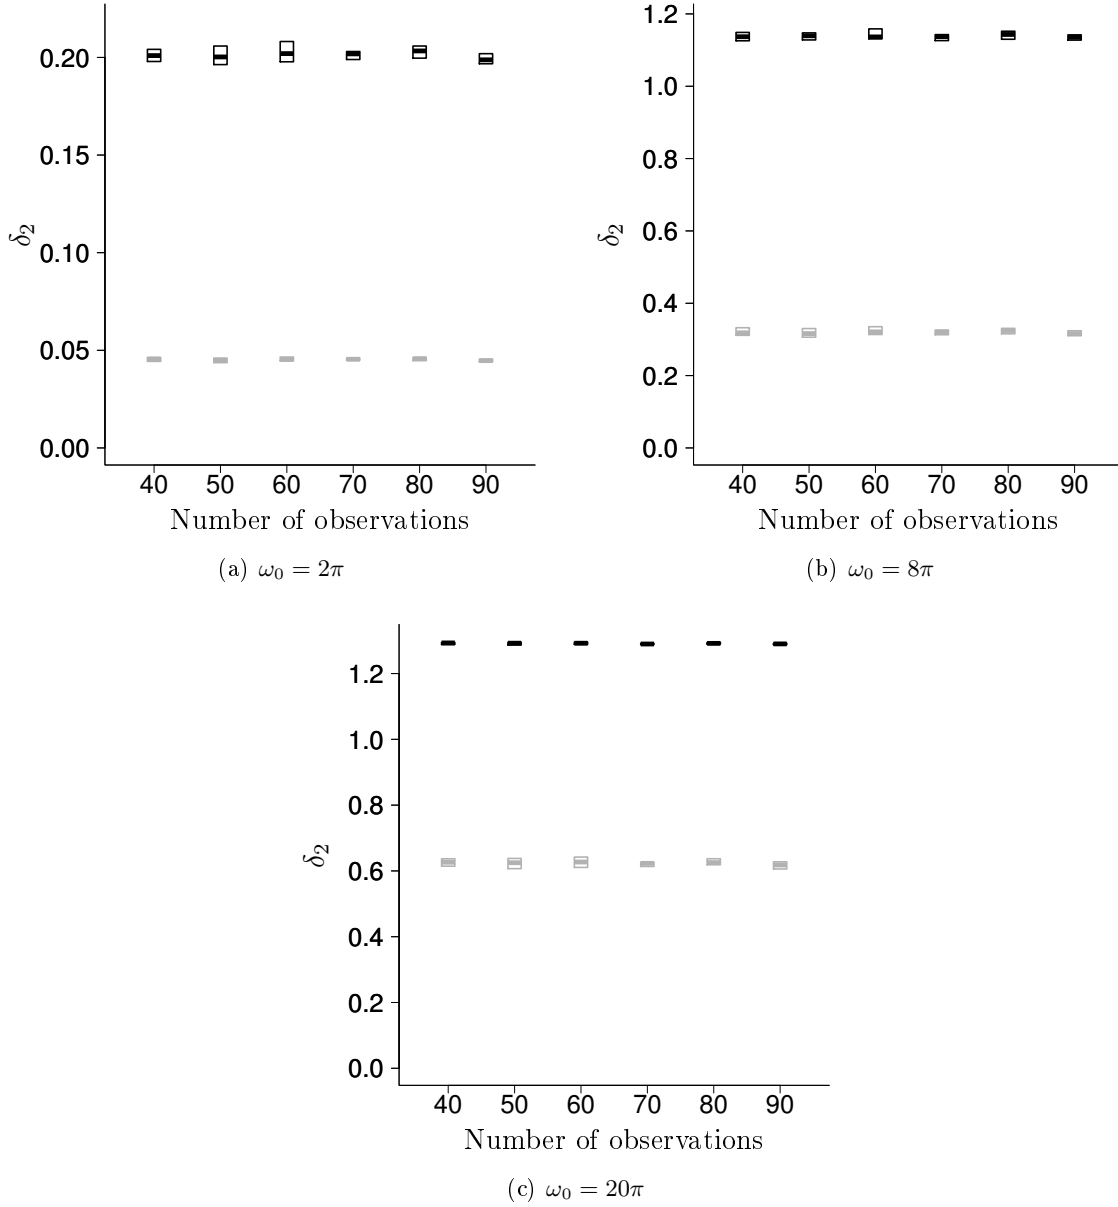 0.20
0.15
δ₂
0.10
0.05
0.00
40 50 60 70 80 90
Number of observations
(a) ω₀ = 2π
1.2
1.0
0.8
0.6
δ₂
0.4
0.2
0.0
40 50 60 70 80 90
Number of observations
(b) ω₀ = 8π
1.2
1.0
0.8
δ₂
0.6
0.4
0.2
0.0
40 50 60 70 80 90
Number of observations
(c) ω₀ = 20π